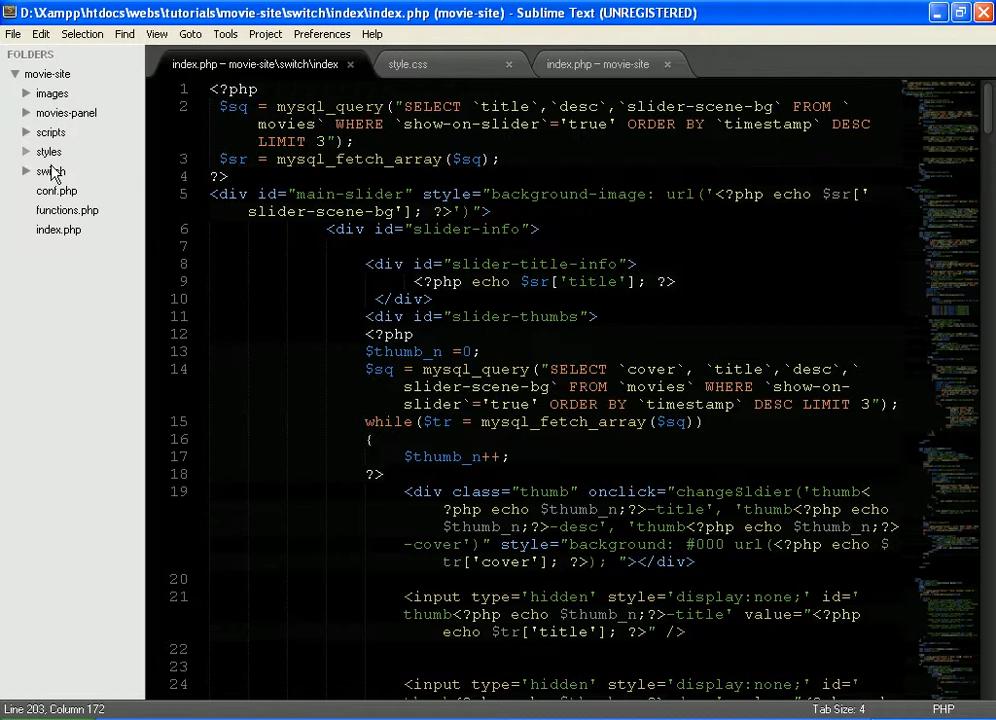 D:\Xampp\htdocs\webs\tutorials\movie-site\switch\index\index.php (movie-site) - Sublime Text (UNREGISTERED)
File Edit Selection Find View Goto Tools Project Preferences Help
FOLDERS
movie-site
images
movies-panel
scripts
styles
switch
conf.php
functions.php
index.php
index.php — movie-site\switch\index × style.css × index.php — movie-site ×
1 <?php
2 $sq = mysql_query("SELECT `title`,`desc`,`slider-scene-bg` FROM `
movies` WHERE `show-on-slider`='true' ORDER BY `timestamp` DESC
LIMIT 3");
3 $sr = mysql_fetch_array($sq);
4 ?>
5 <div id="main-slider" style="background-image: url('<?php echo $sr['
slider-scene-bg']; ?>')">
6 <div id="slider-info">
7
8 <div id="slider-title-info">
9 <?php echo $sr['title']; ?>
10 </div>
11 <div id="slider-thumbs">
12 <?php
13 $thumb_n =0;
14 $sq = mysql_query("SELECT `cover`, `title`,`desc`,`
slider-scene-bg` FROM `movies` WHERE `show-on-
slider`='true' ORDER BY `timestamp` DESC LIMIT 3");
15 while($tr = mysql_fetch_array($sq))
16 {
17 $thumb_n++;
18 ?>
19 <div class="thumb" onclick="changeSldier('thumb<
?php echo $thumb_n;?>-title', 'thumb<?php echo
$thumb_n;?>-desc', 'thumb<?php echo $thumb_n;?>
-cover')" style="background: #000 url(<?php echo $
tr['cover']; ?>); "></div>
20
21 <input type='hidden' style='display:none;' id='
thumb<?php echo $thumb_n;?>-title' value="<?php
echo $tr['title']; ?>" />
22
23
24 <input type='hidden' style='display:none;' id='
Line 203, Column 172 Tab Size: 4 PHP